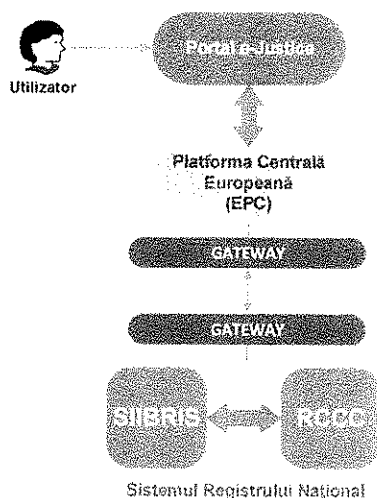 Portal e-Justice
Utilizator
Platforma Centrală
Europeană
(EPC)
GATEWAY
GATEWAY
SIIBRIS
RCCC
Sistemul Registrului Național